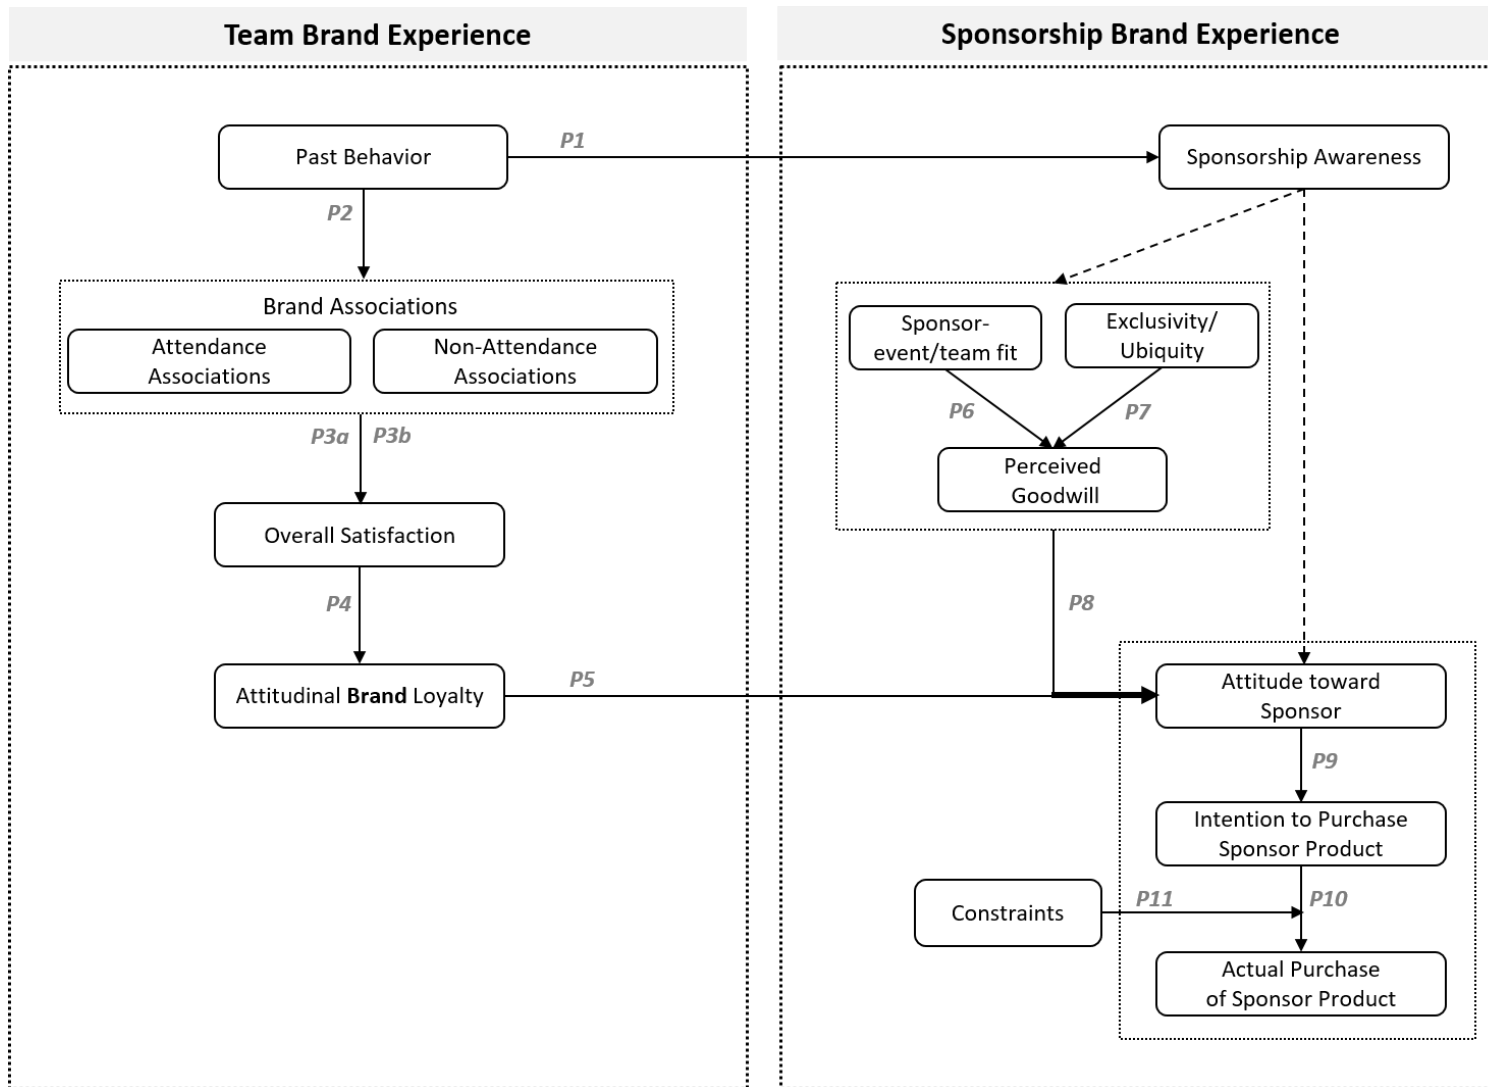 Team Brand Experience
Sponsorship Brand Experience
Past Behavior
P1
Sponsorship Awareness
P2
Brand Associations
Attendance
Associations
Non-Attendance
Associations
Sponsor-
event/team fit
Exclusivity/
Ubiquity
P6
P7
P3a
P3b
Perceived
Goodwill
Overall Satisfaction
P4
P8
Attitudinal Brand Loyalty
P5
Attitude toward
Sponsor
P9
Intention to Purchase
Sponsor Product
Constraints
P11
P10
Actual Purchase
of Sponsor Product